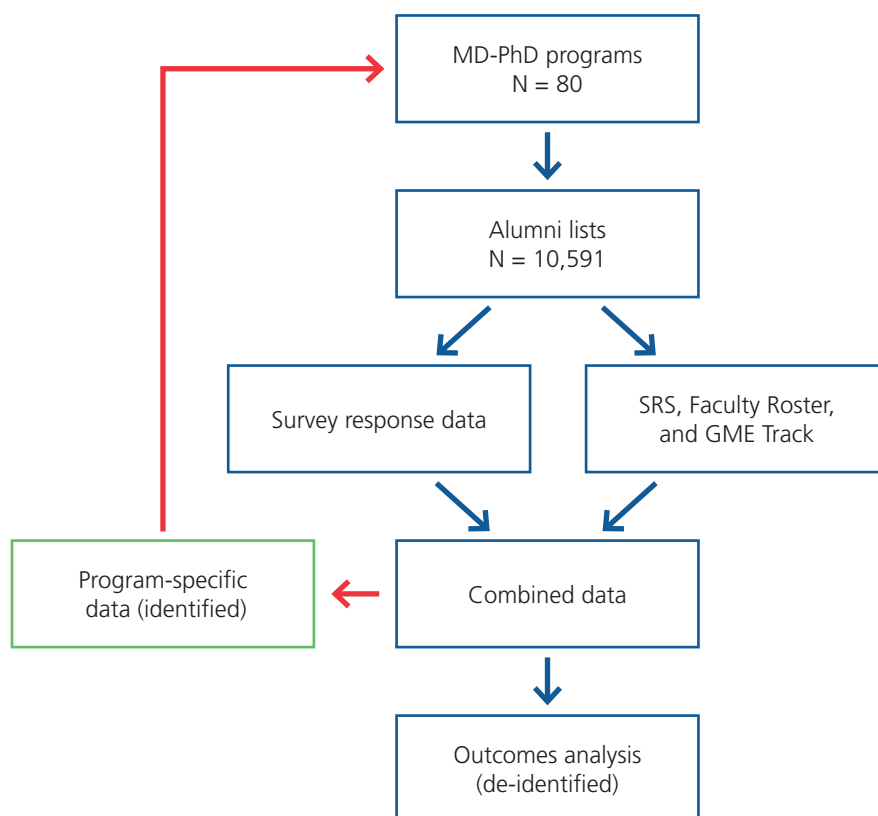 MD-PhD programs
N = 80
Alumni lists
N = 10,591
Survey response data
SRS, Faculty Roster,
and GME Track
Program-specific
data (identified)
Combined data
Outcomes analysis
(de-identified)